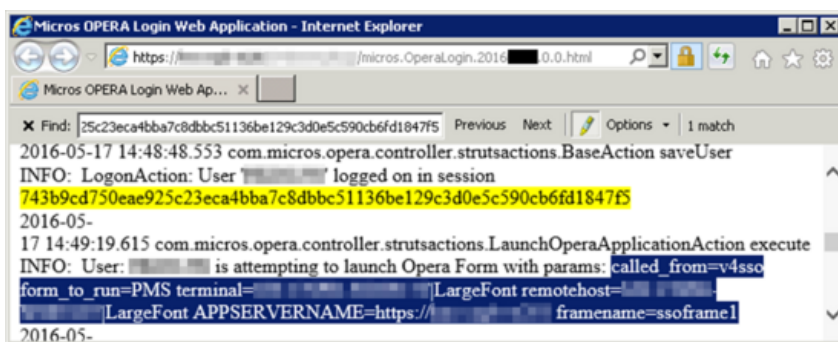 Micros OPERA Login Web Application - Internet Explorer
https:// /micros.OperaLogin.2016 .0.0.html
Micros OPERA Login Web Ap... ×
× Find: 25c23eca4bba7c8dbbc51136be129c3d0e5c590cb6fd1847f5 Previous Next Options 1 match
2016-05-17 14:48:48.553 com.micros.opera.controller.strutsactions.BaseAction saveUser
INFO: LogonAction: User ' ' logged on in session
743b9cd750eae925c23eca4bba7c8dbbc51136be129c3d0e5c590cb6fd1847f5
2016-05-
17 14:49:19.615 com.micros.opera.controller.strutsactions.LaunchOperaApplicationAction execute
INFO: User: is attempting to launch Opera Form with params: called_from=v4sso
form_to_run=PMS terminal= |LargeFont remotehost=
|LargeFont APPSERVERNAME=https:// framename=ssoframe1
2016-05-